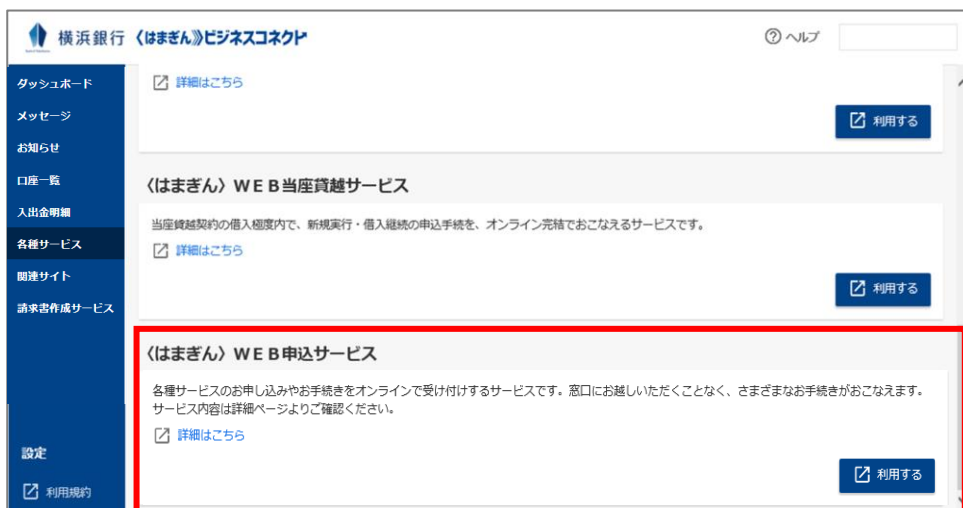 横浜銀行 〈はまぎん》》ビジネスコネクト
ヘルプ
ダッシュボード
メッセージ
お知らせ
口座一覧
入出金明細
各種サービス
関連サイト
請求書作成サービス
設定
利用規約
詳細はこちら
利用する
〈はまぎん〉ＷＥＢ当座貸越サービス
当座貸越契約の借入極度内で、新規実行・借入継続の申込手続を、オンライン完結でおこなえるサービスです。
詳細はこちら
利用する
〈はまぎん〉ＷＥＢ申込サービス
各種サービスのお申し込みやお手続きをオンラインで受け付けするサービスです。窓口にお越しいただくことなく、さまざまなお手続きがおこなえます。
サービス内容は詳細ページよりご確認ください。
詳細はこちら
利用する